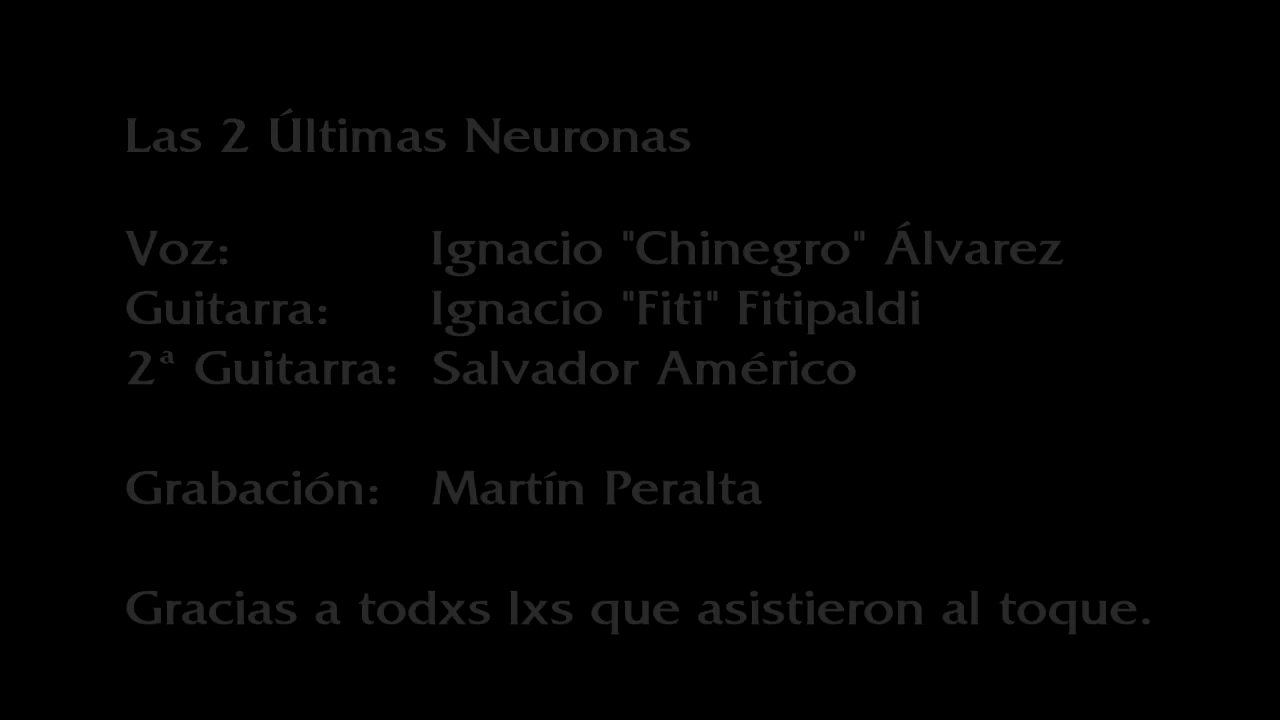 Las 2 Últimas Neuronas
Voz: Ignacio "Chinegro" Álvarez
Guitarra: Ignacio "Fiti" Fitipaldi
2ª Guitarra: Salvador Américo
Grabación: Martín Peralta
Gracias a todxs lxs que asistieron al toque.